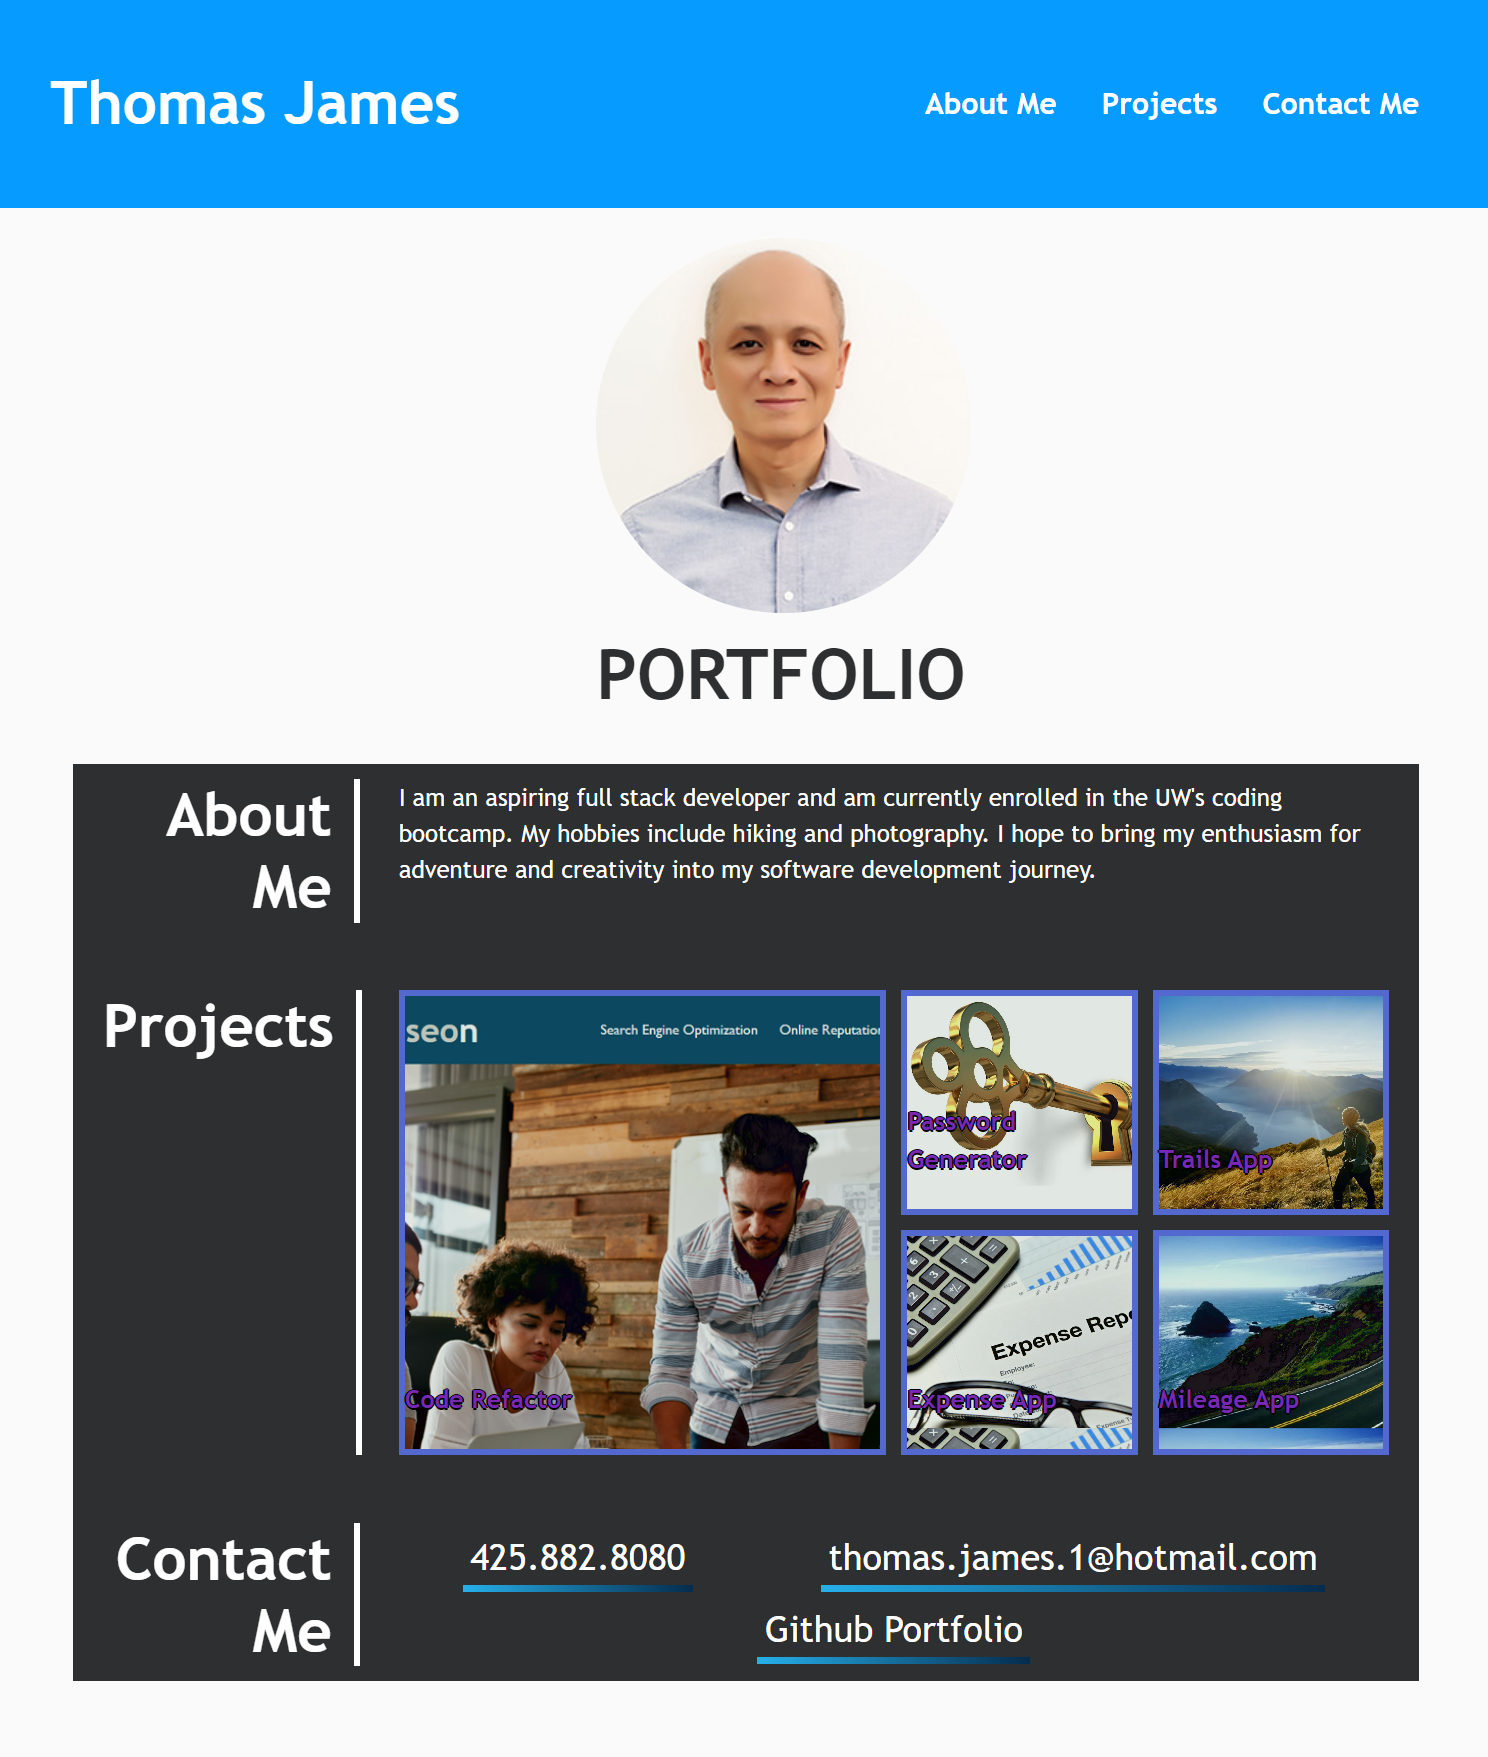 Thomas James
About Me
Projects
Contact Me
PORTFOLIO
About
Me
I am an aspiring full stack developer and am currently enrolled in the UW's coding
bootcamp. My hobbies include hiking and photography. I hope to bring my enthusiasm for
adventure and creativity into my software development journey.
Projects
seon
Search Engine Optimization
Online Reputation
Code Refactor
Password
Generator
Trails App
Expense Repo
Employee:
Expense App
Mileage App
Contact
Me
425.882.8080
thomas.james.1@hotmail.com
Github Portfolio